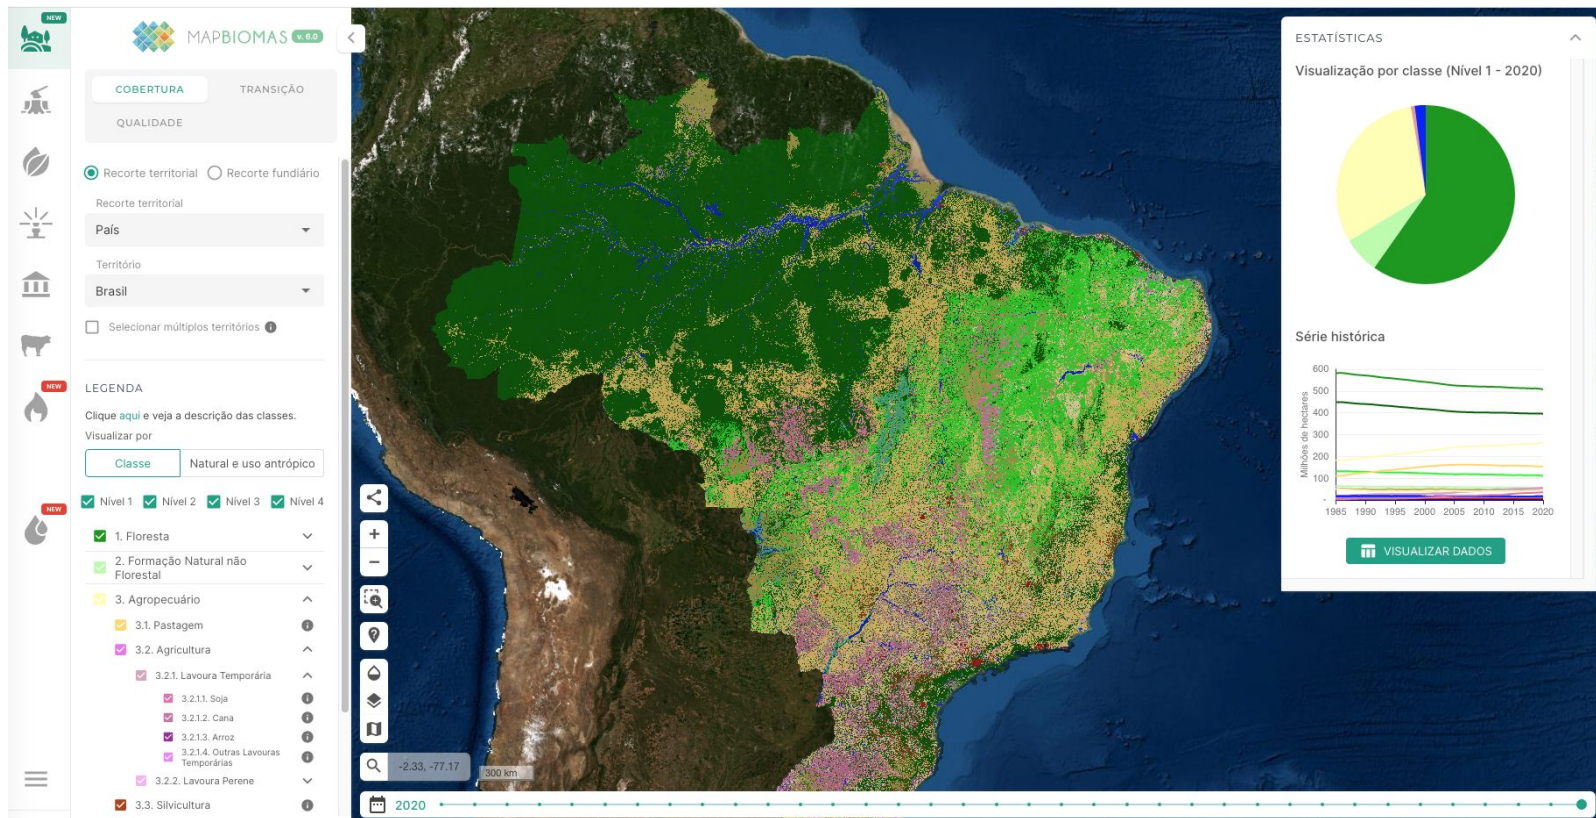 NEW
MAPBIOMAS v. 6.0
COBERTURA
TRANSIÇÃO
QUALIDADE
Recorte territorial
Recorte fundiário
Recorte territorial
País
Território
Brasil
Selecionar múltiplos territórios
LEGENDA
Clique aqui e veja a descrição das classes.
Visualizar por
Classe
Natural e uso antrópico
Nível 1
Nível 2
Nível 3
Nível 4
1. Floresta
2. Formação Natural não
Florestal
3. Agropecuário
3.1. Pastagem
3.2. Agricultura
3.2.1. Lavoura Temporária
3.2.1.1. Soja
3.2.1.2. Cana
3.2.1.3. Arroz
3.2.1.4. Outras Lavouras
Temporárias
3.2.2. Lavoura Perene
3.3. Silvicultura
NEW
NEW
-2.33, -77.17
300 km
2020
ESTATÍSTICAS
Visualização por classe (Nível 1 - 2020)
Série histórica
Milhões de hectares
600
500
400
300
200
100
-
1985 1990 1995 2000 2005 2010 2015 2020
VISUALIZAR DADOS